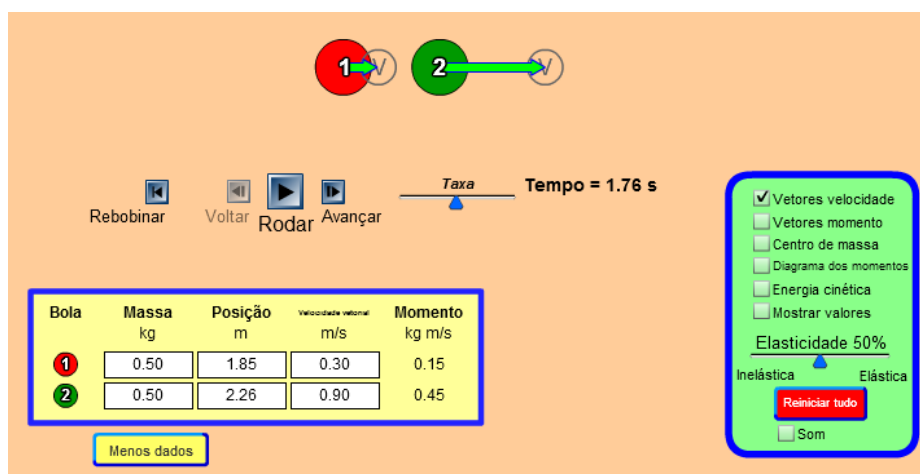 1 V 2 V
Taxa Tempo = 1.76 s
Rebobinar Voltar Rodar Avançar
Vetores velocidade
Vetores momento
Centro de massa
Diagrama dos momentos
Energia cinética
Mostrar valores
Elasticidade 50%
Inelástica Elástica
Reiniciar tudo
Som
Bola Massa Posição Velocidade vetorial Momento
kg m m/s kg m/s
1 0.50 1.85 0.30 0.15
2 0.50 2.26 0.90 0.45
Menos dados